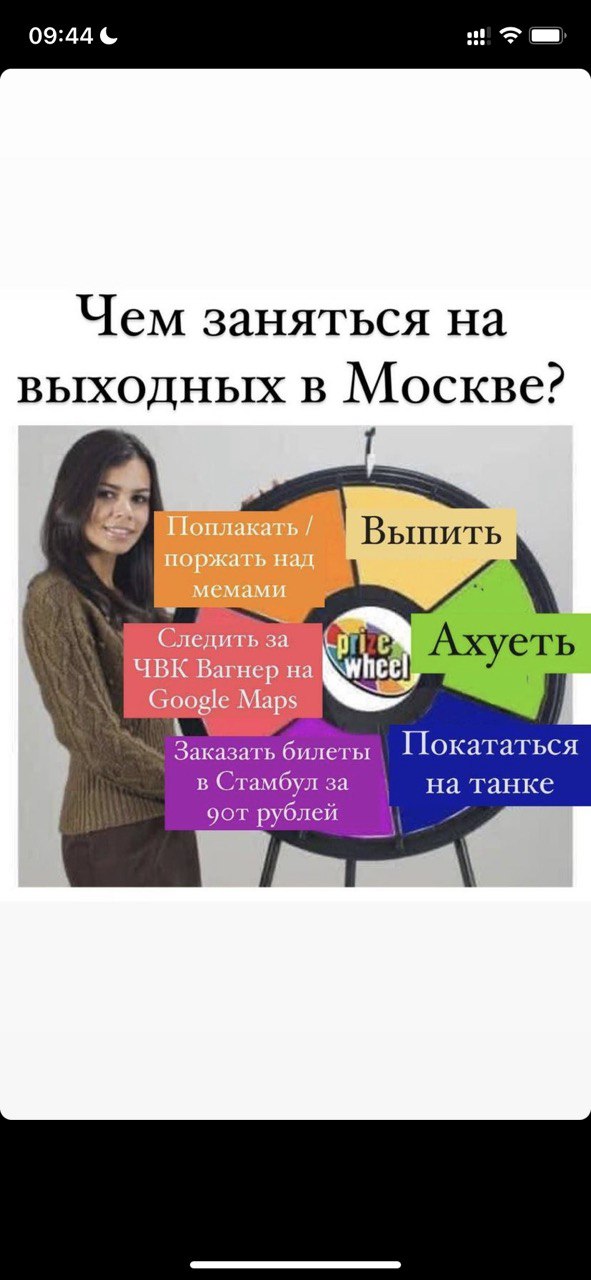 09:44
Чем заняться на
выходных в Москве?
Поплакать /
поржать над
мемами
Выпить
Следить за
ЧВК Вагнер на
Google Maps
prize
wheel
Ахуеть
Заказать билеты
в Стамбул за
90т рублей
Покататься
на танке